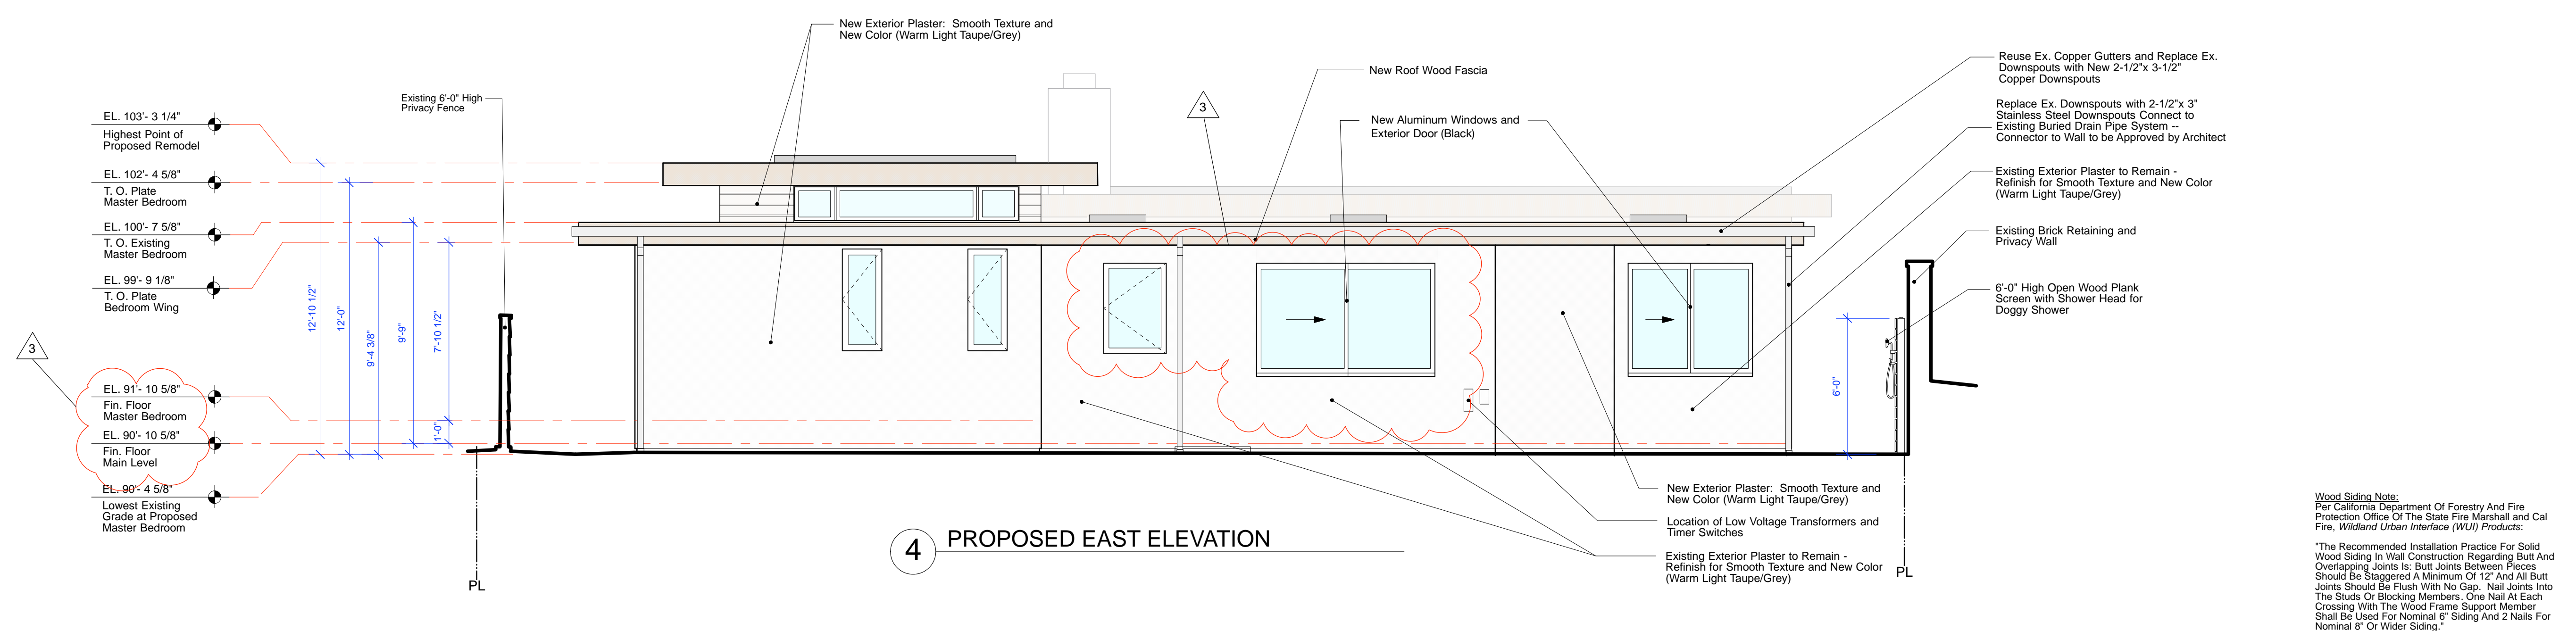 New Exterior Plaster:  Smooth Texture and
New Color (Warm Light Taupe/Grey)
Existing 6'-0" High
Privacy Fence
EL. 103'- 3 1/4"
Highest Point of
Proposed Remodel
EL. 102'- 4 5/8"
T. O. Plate
Master Bedroom
EL. 100'- 7 5/8"
T. O. Existing
Master Bedroom
EL. 99'- 9 1/8"
T. O. Plate
Bedroom Wing
3
EL. 91'- 10 5/8"
Fin. Floor
Master Bedroom
EL. 90'- 10 5/8"
Fin. Floor
Main Level
EL. 90'- 4 5/8"
Lowest Existing
Grade at Proposed
Master Bedroom
12'-10 1/2"
12'-0"
9'-4 3/8"
9'-9"
7'-10 1/2"
1'-0"
PL
3
New Roof Wood Fascia
New Aluminum Windows and
Exterior Door (Black)
Reuse Ex. Copper Gutters and Replace Ex.
Downspouts with New 2-1/2"x 3-1/2"
Copper Downspouts
Replace Ex. Downspouts with 2-1/2"x 3"
Stainless Steel Downspouts Connect to
Existing Buried Drain Pipe System --
Connector to Wall to be Approved by Architect
Existing Exterior Plaster to Remain -
Refinish for Smooth Texture and New Color
(Warm Light Taupe/Grey)
Existing Brick Retaining and
Privacy Wall
6'-0" High Open Wood Plank
Screen with Shower Head for
Doggy Shower
6'-0"
New Exterior Plaster:  Smooth Texture and
New Color (Warm Light Taupe/Grey)
Location of Low Voltage Transformers and
Timer Switches
Existing Exterior Plaster to Remain -
Refinish for Smooth Texture and New Color
(Warm Light Taupe/Grey)
PL
4 PROPOSED EAST ELEVATION
Wood Siding Note:
Per California Department Of Forestry And Fire
Protection Office Of The State Fire Marshall and Cal
Fire, Wildland Urban Interface (WUI) Products:
"The Recommended Installation Practice For Solid
Wood Siding In Wall Construction Regarding Butt And
Overlapping Joints Is: Butt Joints Between Pieces
Should Be Staggered A Minimum Of 12" And All Butt
Joints Should Be Flush With No Gap.  Nail Joints Into
The Studs Or Blocking Members. One Nail At Each
Crossing With The Wood Frame Support Member
Shall Be Used For Nominal 6" Siding And 2 Nails For
Nominal 8" Or Wider Siding."